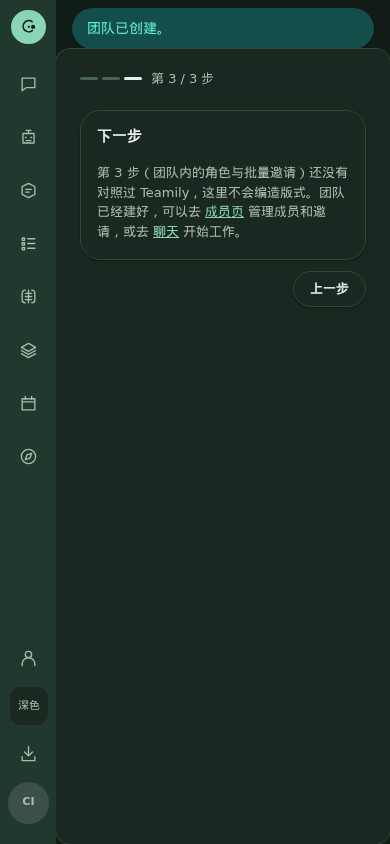 团队已创建。
第 3 / 3 步
下一步
第 3 步（团队内的角色与批量邀请）还没有
对照过 Teamily，这里不会编造版式。团队
已经建好，可以去 成员页 管理成员和邀
请，或去 聊天 开始工作。
上一步
深色
CI